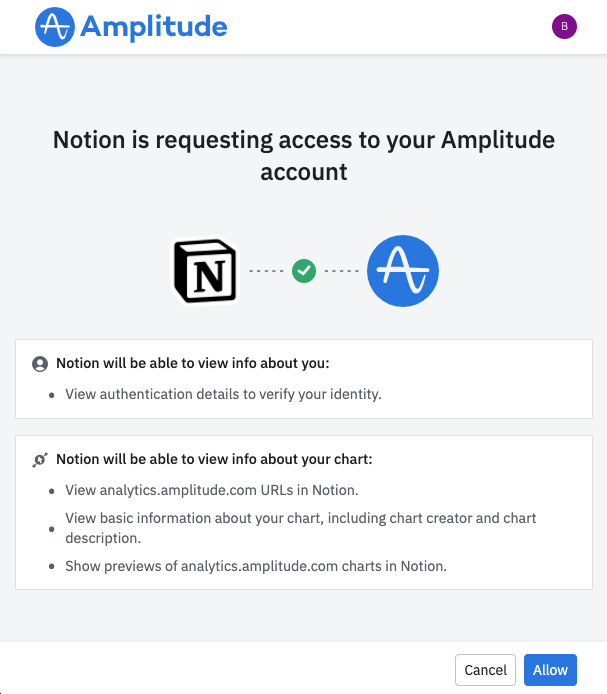 Amplitude
B
Notion is requesting access to your Amplitude
account
N
Notion will be able to view info about you:
• View authentication details to verify your identity.
Notion will be able to view info about your chart:
• View analytics.amplitude.com URLs in Notion.
• View basic information about your chart, including chart creator and chart
description.
• Show previews of analytics.amplitude.com charts in Notion.
Cancel
Allow